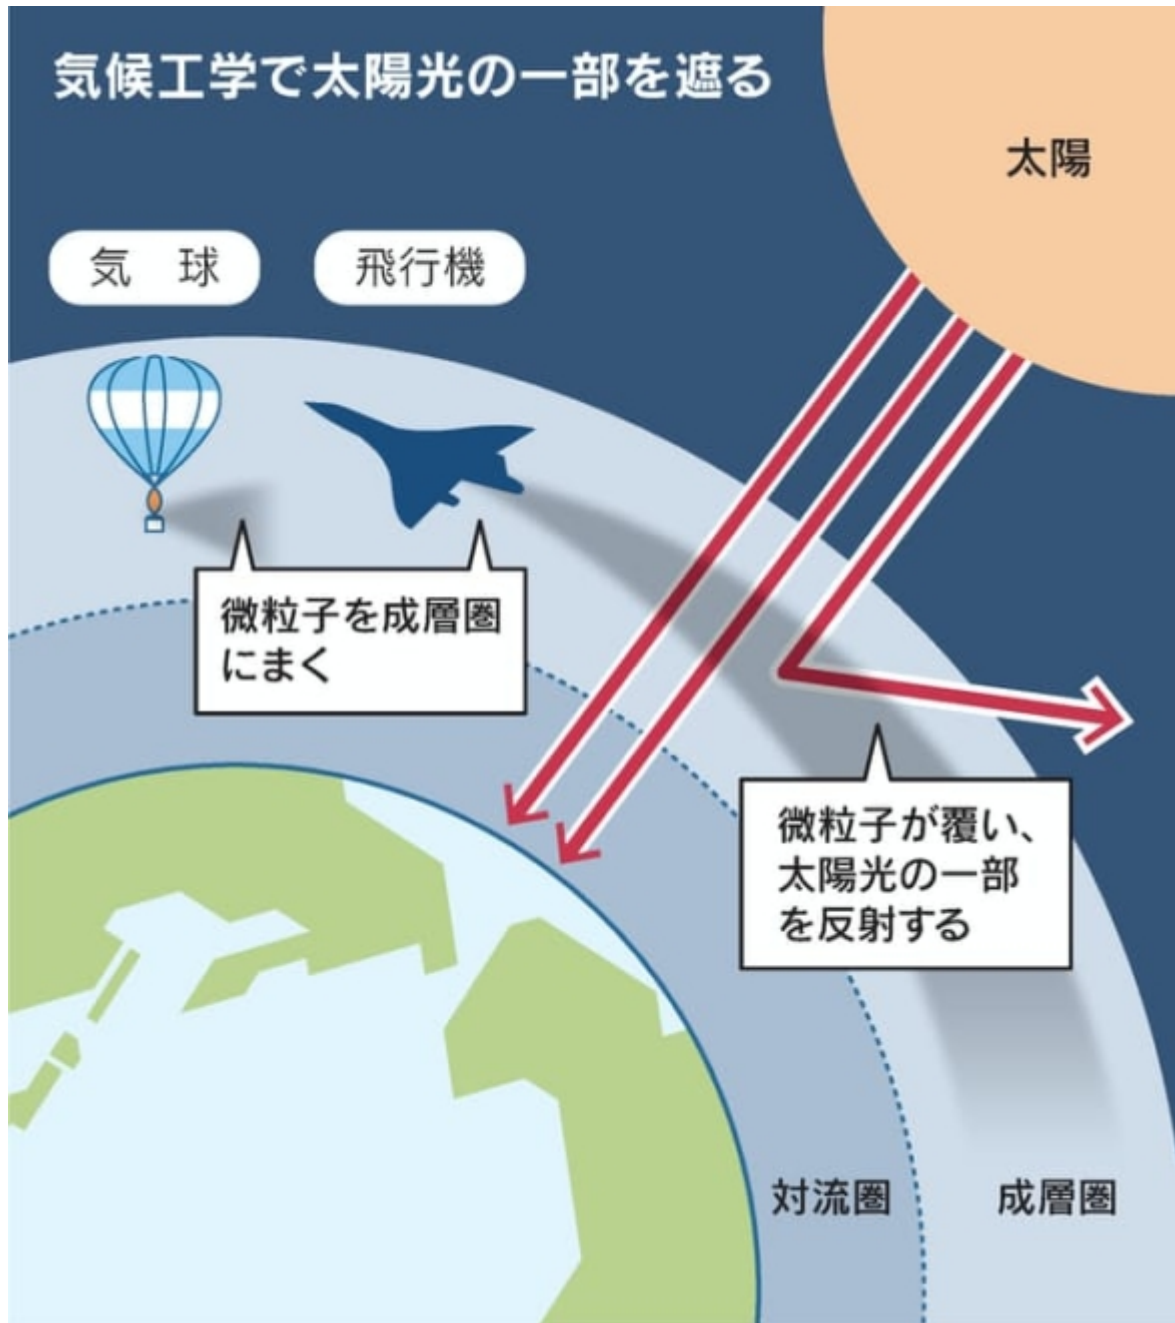 気候工学で太陽光の一部を遮る
太陽
気　球
飛行機
微粒子を成層圏
にまく
微粒子が覆い、
太陽光の一部
を反射する
対流圏
成層圏